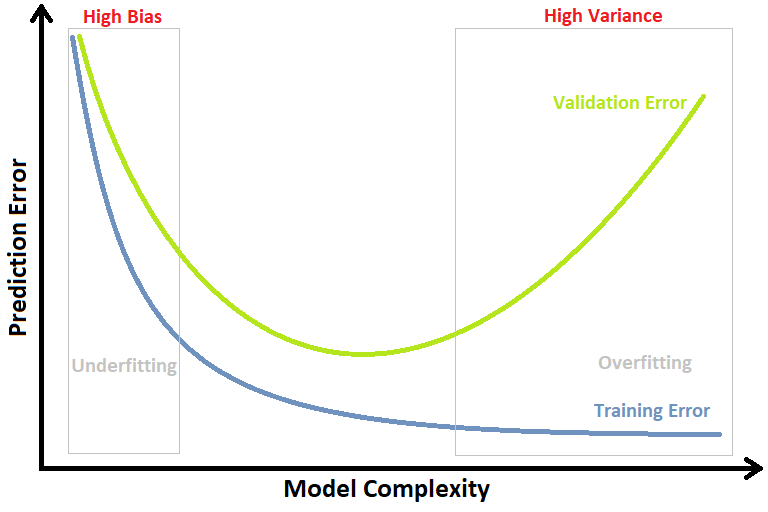 High Bias
High Variance
Validation Error
Prediction Error
Underfitting
Overfitting
Training Error
Model Complexity